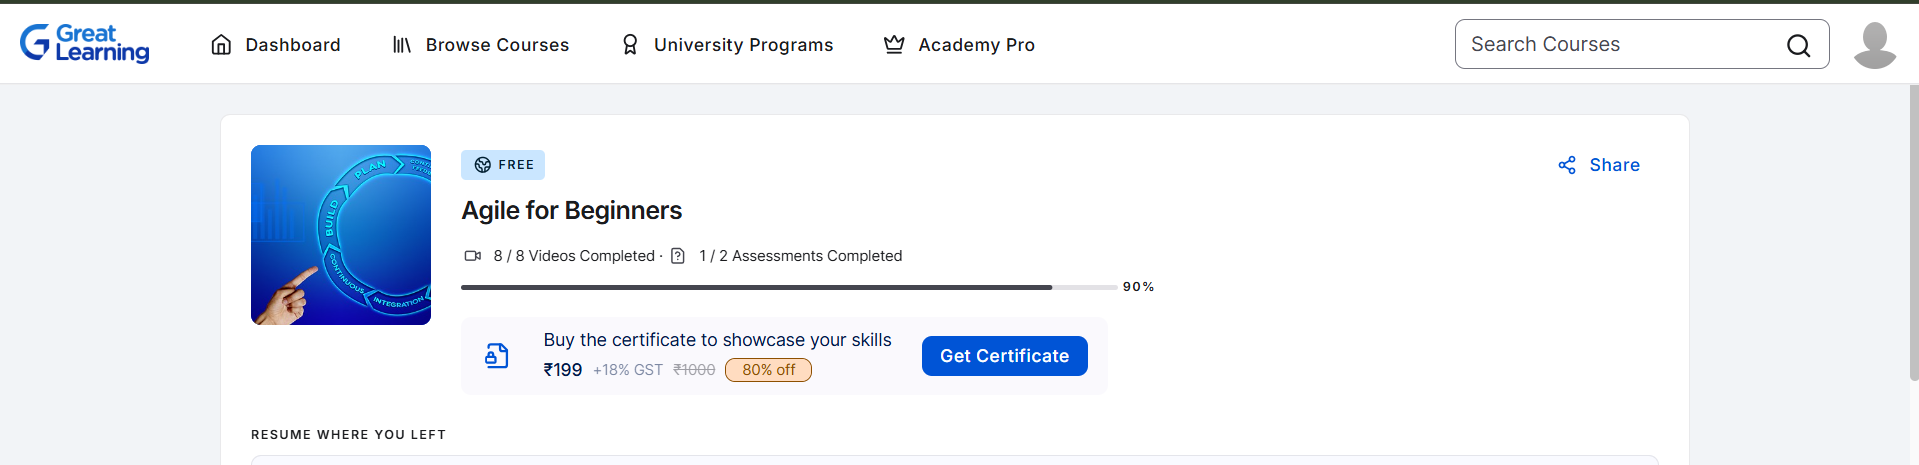 Great Learning
Dashboard
Browse Courses
University Programs
Academy Pro
Search Courses
PLAN
BUILD
CONTINUOUS
INTEGRATION
FREE
Share
Agile for Beginners
8 / 8 Videos Completed · 1 / 2 Assessments Completed
90%
Buy the certificate to showcase your skills
₹199 +18% GST ₹1000 80% off
Get Certificate
RESUME WHERE YOU LEFT